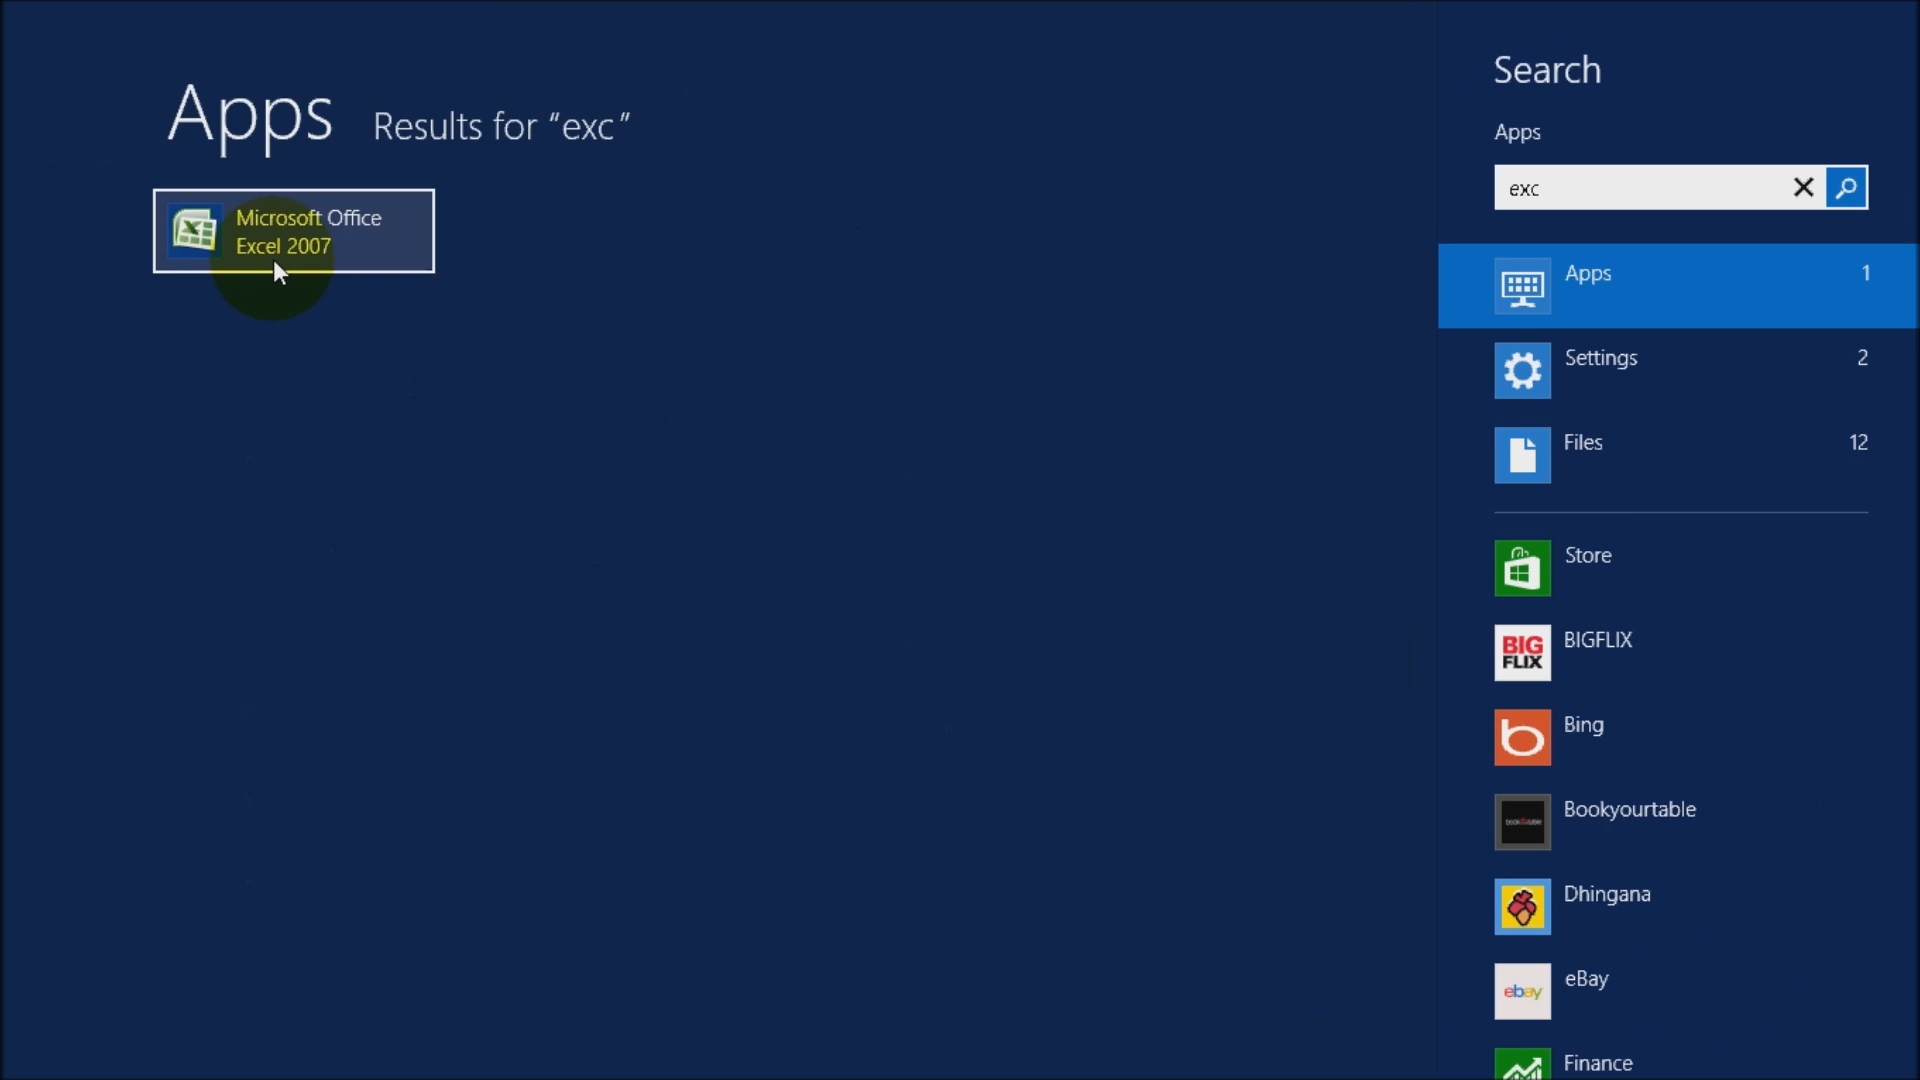 Apps Results for “exc”
Microsoft Office
Excel 2007
Search
Apps
exc
Apps 1
Settings 2
Files 12
Store
BIG
FLIX
BIGFLIX
Bing
Bookyourtable
Dhingana
ebay
eBay
Finance